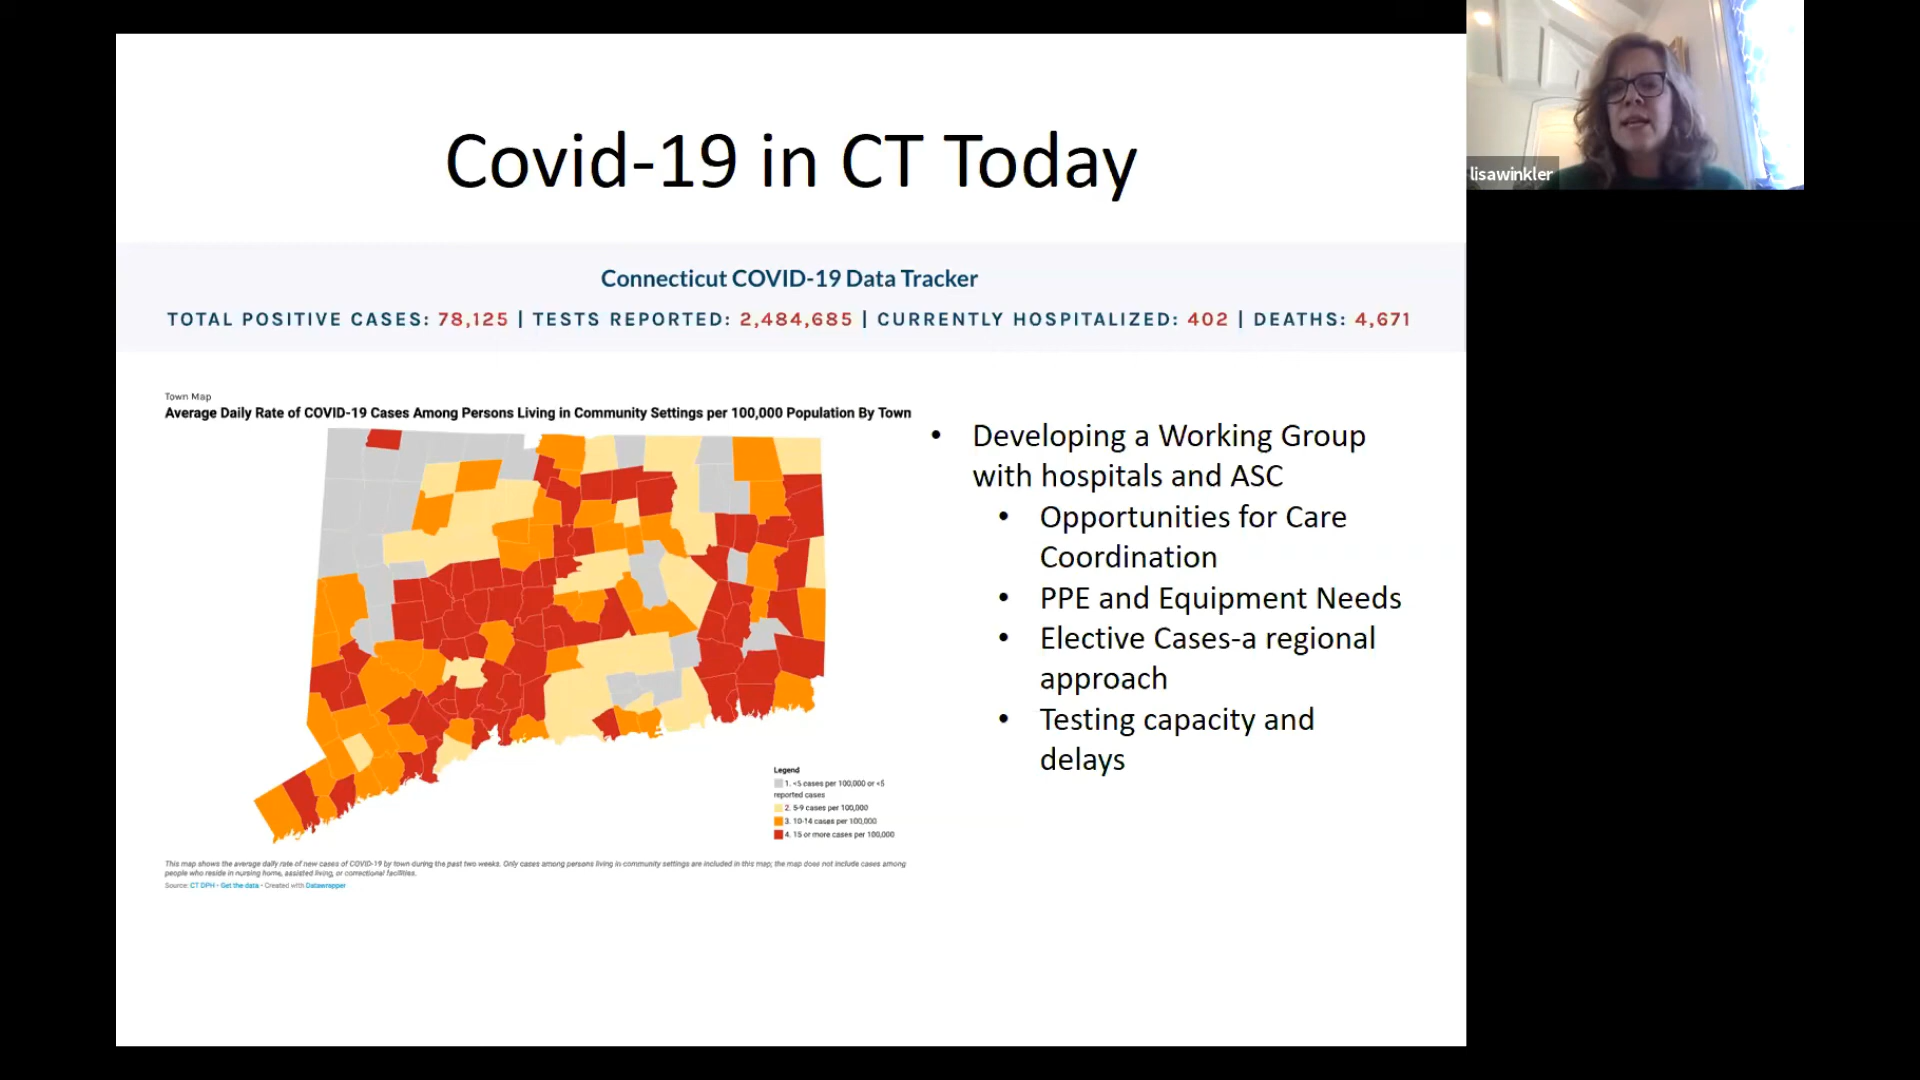 Covid-19 in CT Today
lisawinkler
Connecticut COVID-19 Data Tracker
TOTAL POSITIVE CASES: 78,125 | TESTS REPORTED: 2,484,685 | CURRENTLY HOSPITALIZED: 402 | DEATHS: 4,671
Town Map
Average Daily Rate of COVID-19 Cases Among Persons Living in Community Settings per 100,000 Population By Town
Legend
1. <5 cases per 100,000 or <5
reported cases
2. 5-9 cases per 100,000
3. 10-14 cases per 100,000
4. 15 or more cases per 100,000
This map shows the average daily rate of new cases of COVID-19 by town during the past two weeks. Only cases among persons living in community settings are included in this map; the map does not include cases among
people who reside in nursing home, assisted living, or correctional facilities.
Source: CT DPH • Get the data • Created with Datawrapper
• Developing a Working Group
with hospitals and ASC
• Opportunities for Care
Coordination
• PPE and Equipment Needs
• Elective Cases-a regional
approach
• Testing capacity and
delays